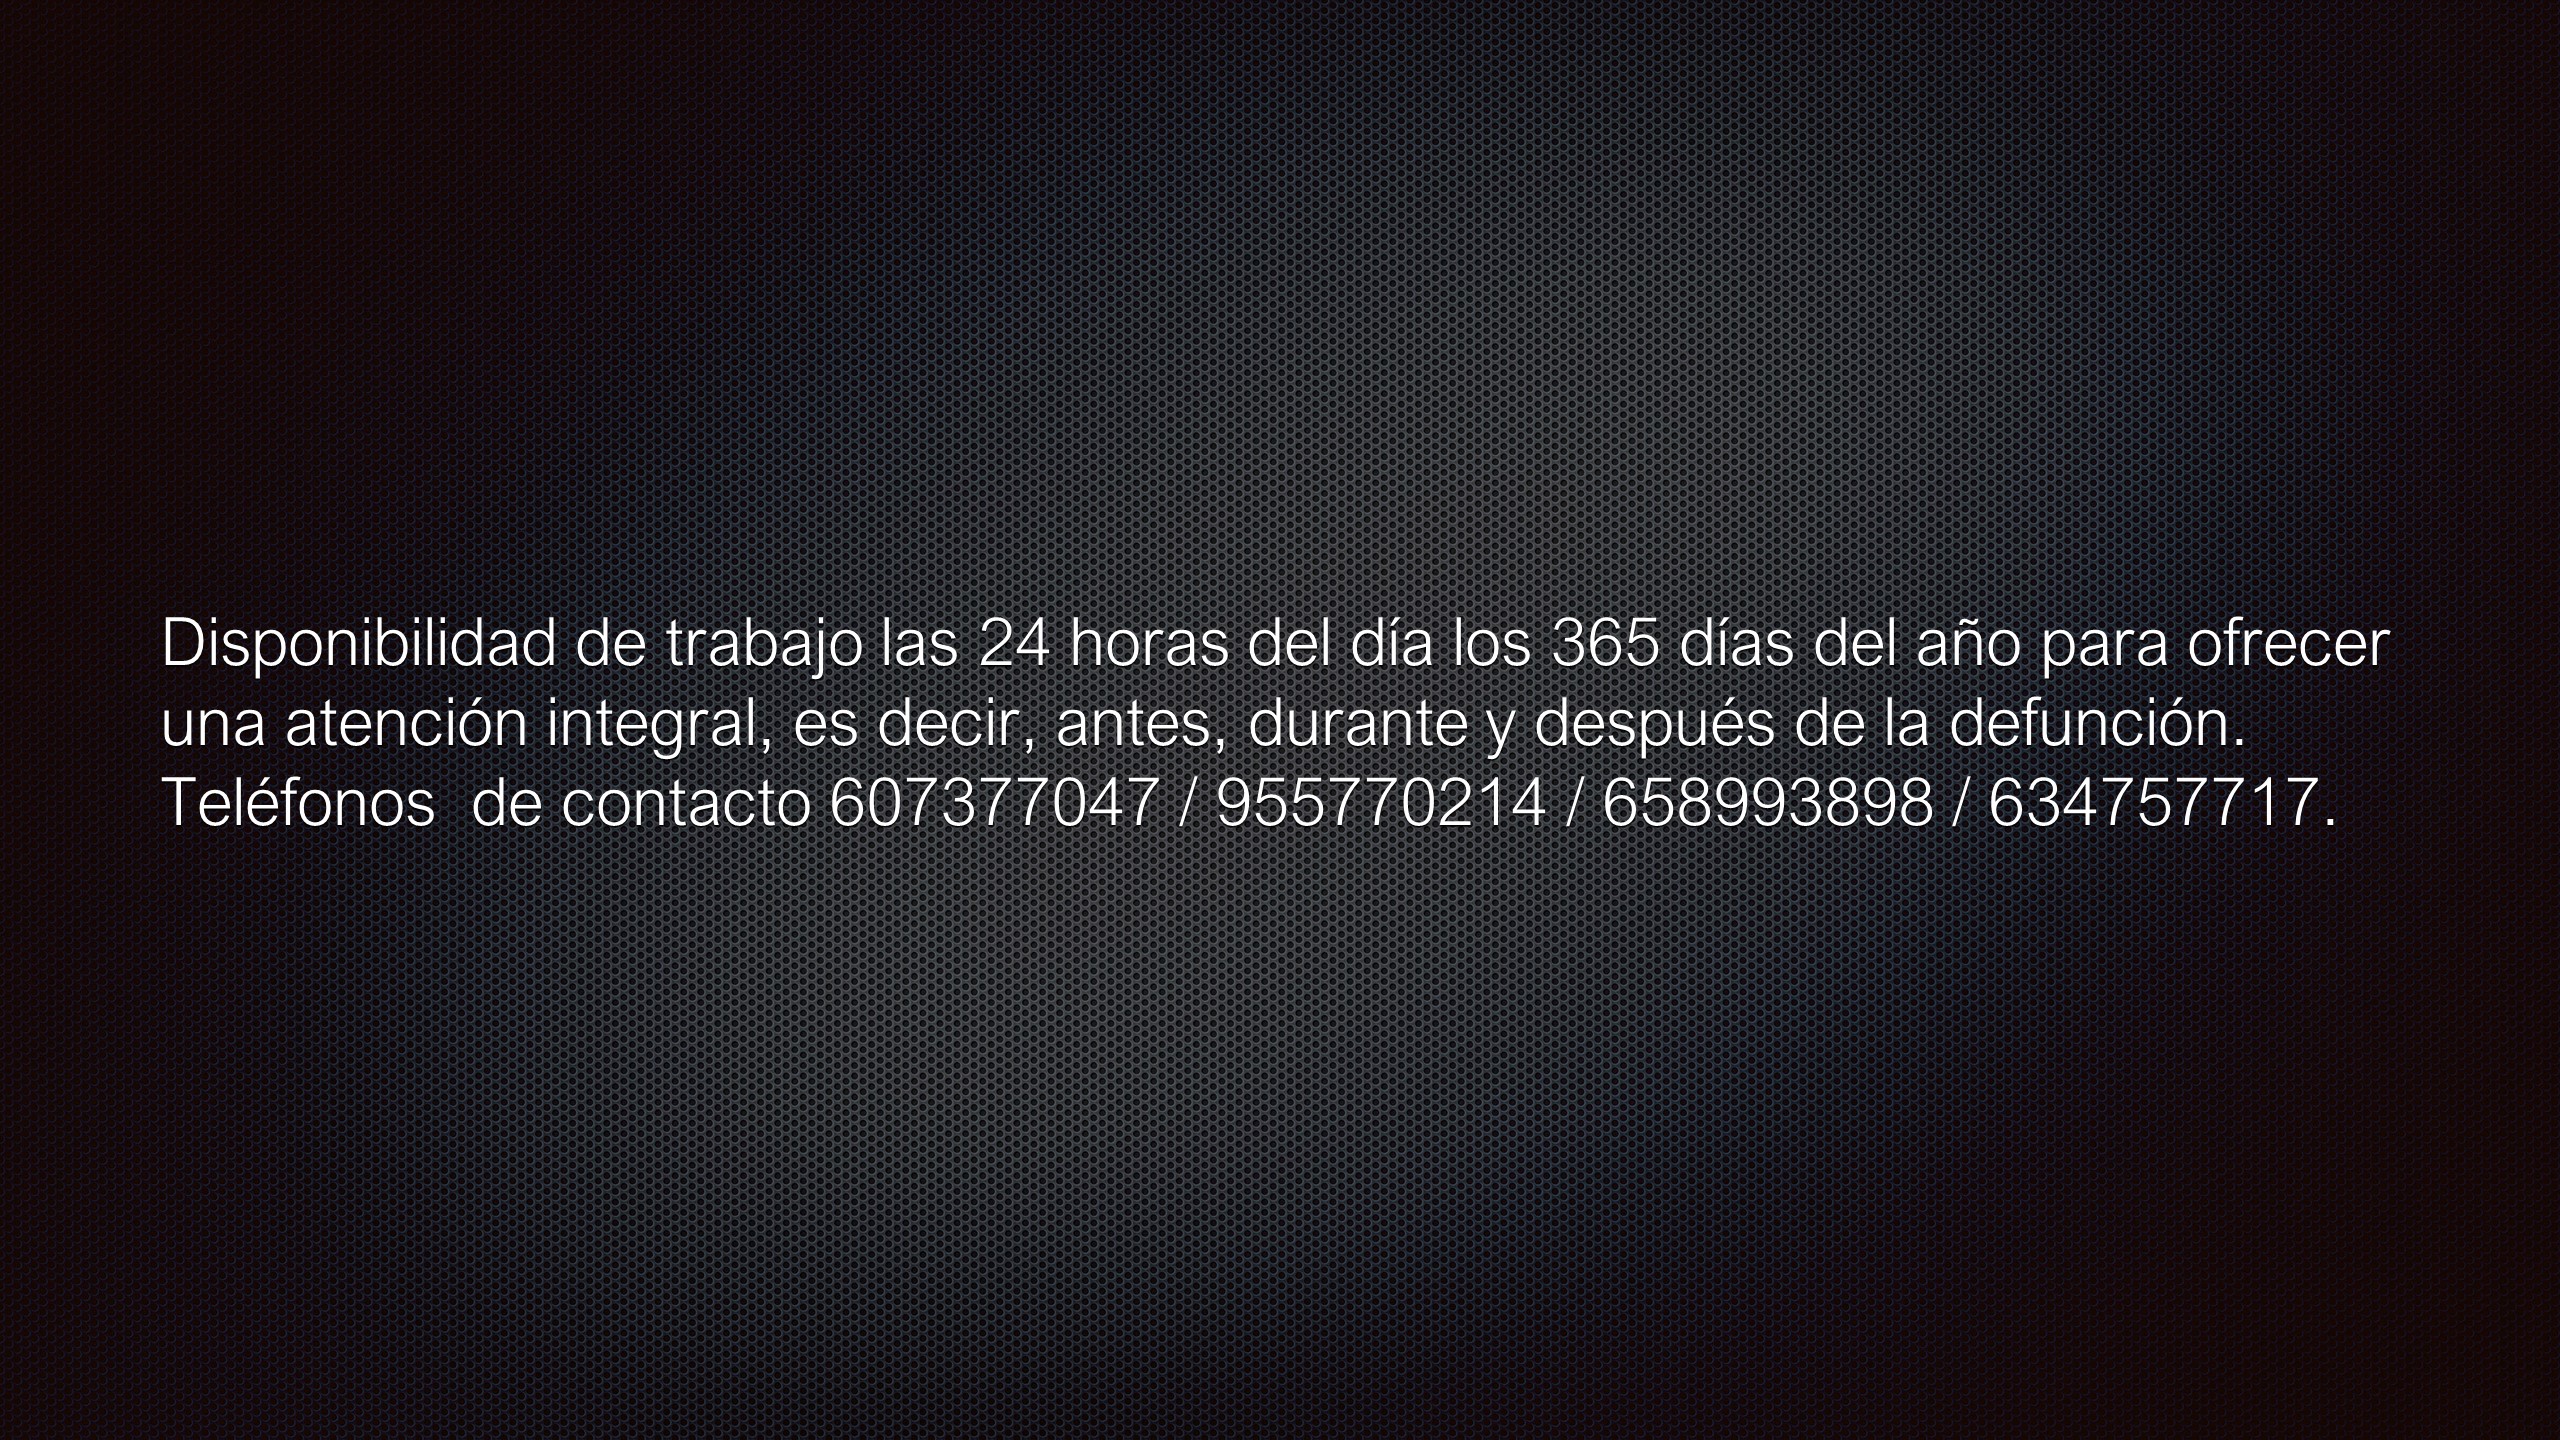 Disponibilidad de trabajo las 24 horas del día los 365 días del año para ofrecer
una atención integral, es decir, antes, durante y después de la defunción.
Teléfonos  de contacto 607377047 / 955770214 / 658993898 / 634757717.